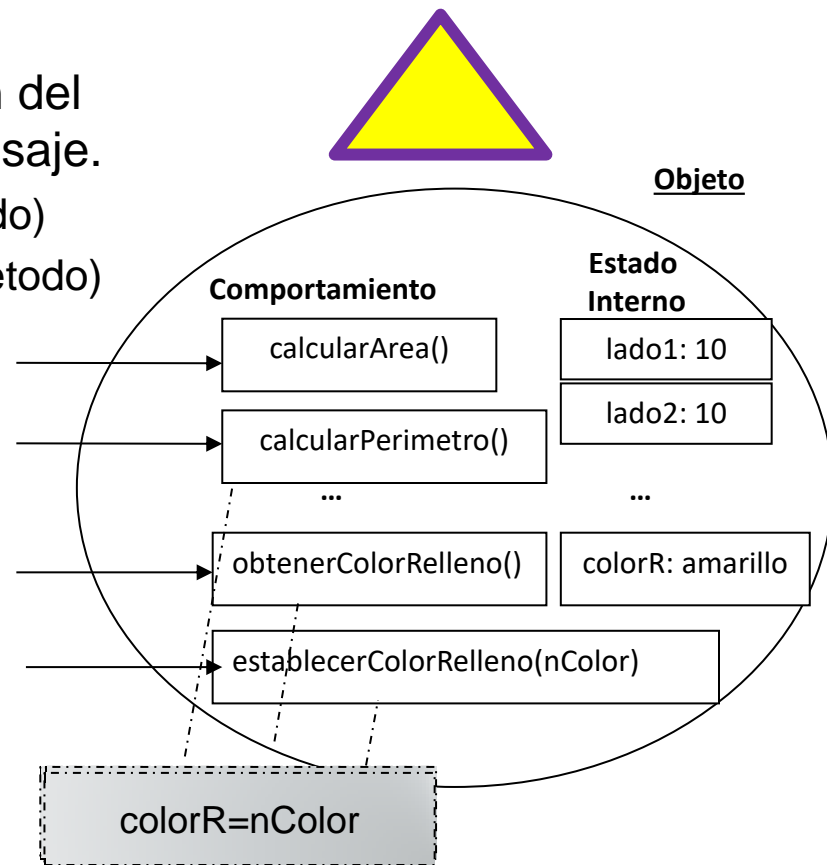 del
saje.
do)
etodo)
Objeto
Comportamiento
Estado
Interno
calcularArea()
lado1: 10
calcularPerimetro()
lado2: 10
...
...
obtenerColorRelleno()
colorR: amarillo
establecerColorRelleno(nColor)
colorR=nColor